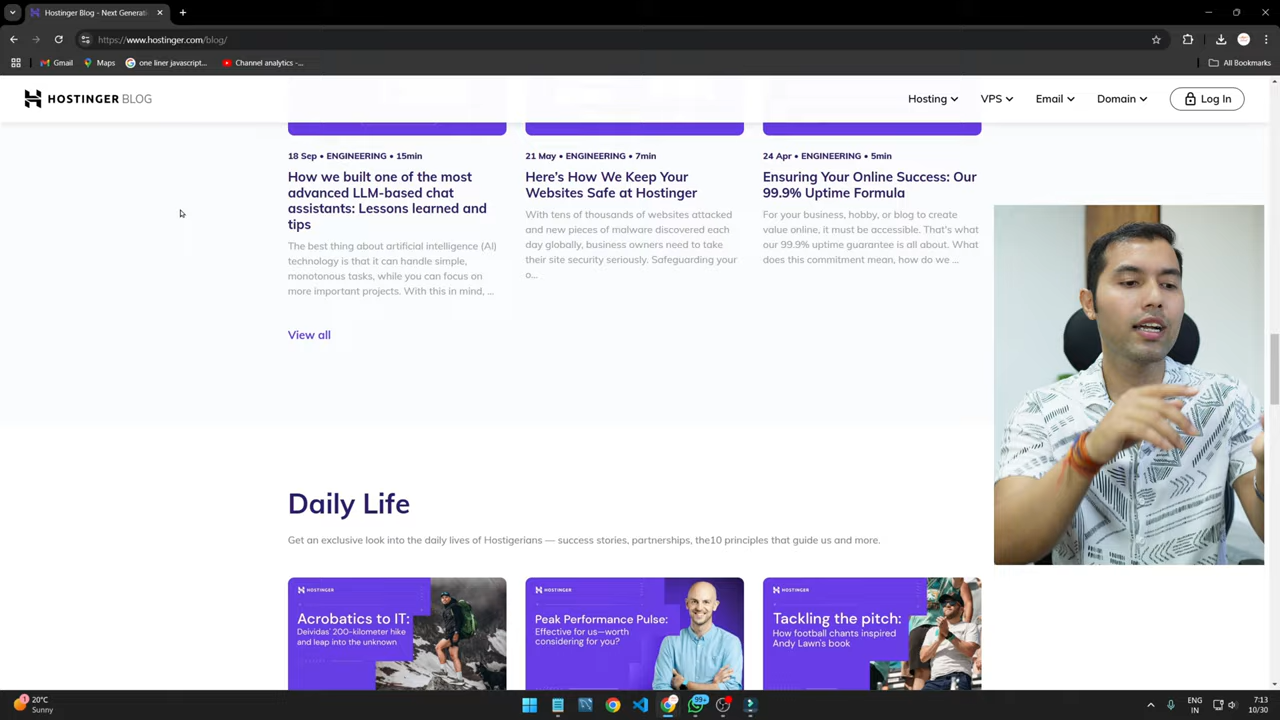 Hostinger Blog - Next Generati
https://www.hostinger.com/blog/
Gmail
Maps
one liner javascript...
Channel analytics -...
All Bookmarks
HOSTINGER BLOG
Hosting
VPS
Email
Domain
Log In
18 Sep • ENGINEERING • 15min
How we built one of the most
advanced LLM-based chat
assistants: Lessons learned and
tips
The best thing about artificial intelligence (AI)
technology is that it can handle simple,
monotonous tasks, while you can focus on
more important projects. With this in mind, ...
21 May • ENGINEERING • 7min
Here's How We Keep Your
Websites Safe at Hostinger
With tens of thousands of websites attacked
and new pieces of malware discovered each
day globally, business owners need to take
their site security seriously. Safeguarding your
o...
24 Apr • ENGINEERING • 5min
Ensuring Your Online Success: Our
99.9% Uptime Formula
For your business, hobby, or blog to create
value online, it must be accessible. That's what
our 99.9% uptime guarantee is all about. What
does this commitment mean, how do we ...
View all
Daily Life
Get an exclusive look into the daily lives of Hostigerians — success stories, partnerships, the10 principles that guide us and more.
HOSTINGER
Acrobatics to IT:
Deividas' 200-kilometer hike
and leap into the unknown
HOSTINGER
Peak Performance Pulse:
Effective for us—worth
considering for you?
HOSTINGER
Tackling the pitch:
How football chants inspired
Andy Lawn's book
20°C
Sunny
99+
ENG
IN
7:13
10/30